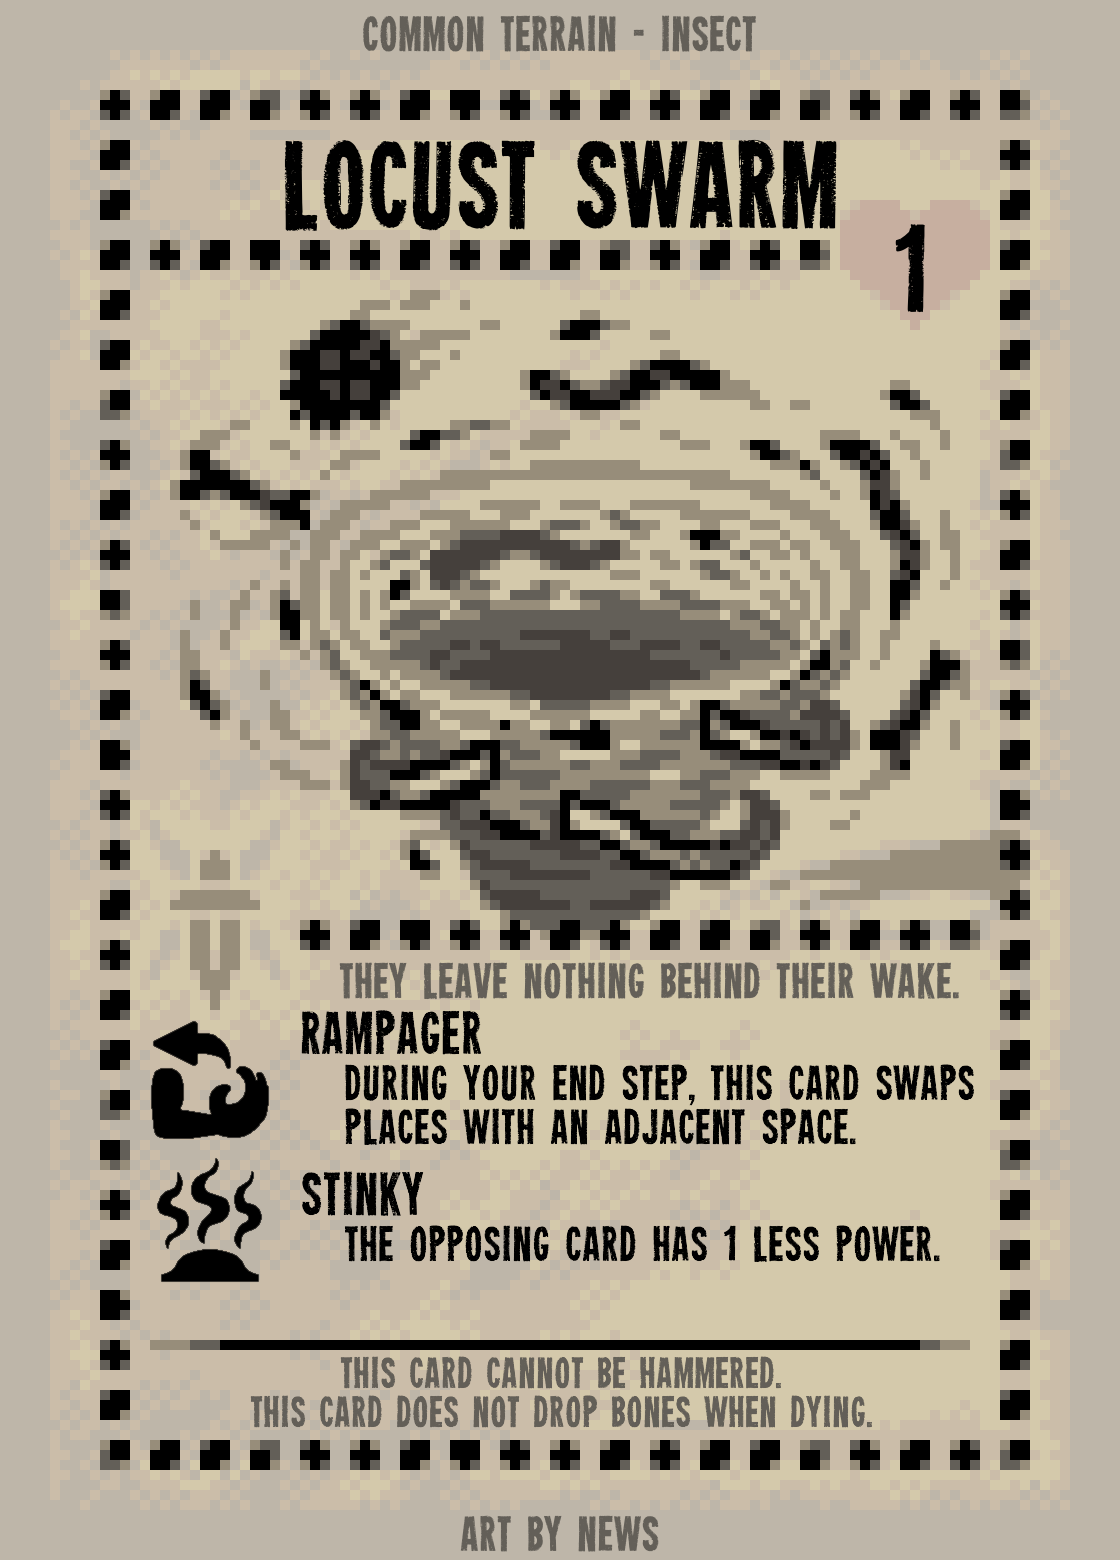 COMMON TERRAIN - INSECT
LOCUST SWARM
1
THEY LEAVE NOTHING BEHIND THEIR WAKE.
RAMPAGER
DURING YOUR END STEP, THIS CARD SWAPS
PLACES WITH AN ADJACENT SPACE.
STINKY
THE OPPOSING CARD HAS 1 LESS POWER.
THIS CARD CANNOT BE HAMMERED.
THIS CARD DOES NOT DROP BONES WHEN DYING.
ART BY NEWS